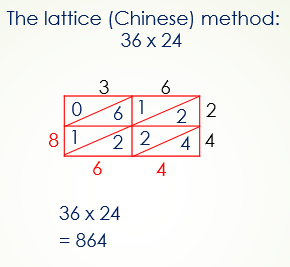 The lattice (Chinese) method:
36 x 24
3 6
0 6 1 2 2
8 1 2 2 4 4
6 4
36 x 24
= 864